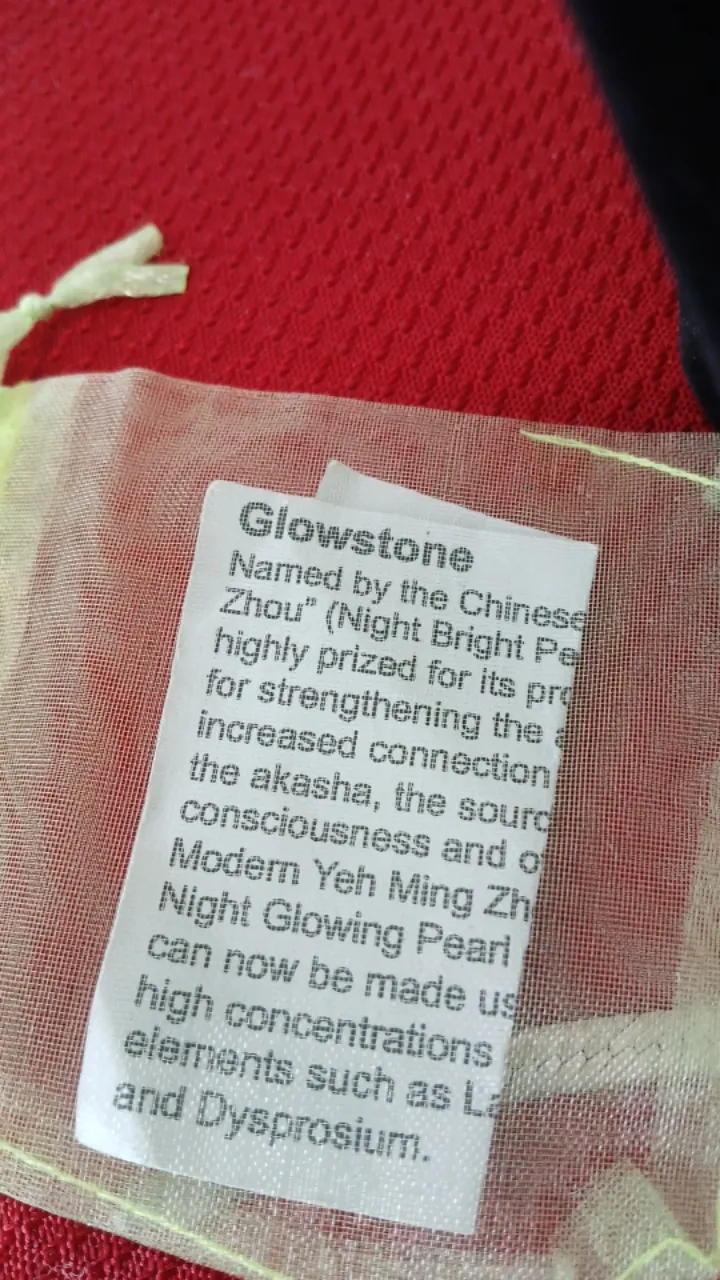 Glowstone
Named by the Chinese
Zhou" (Night Bright Pe
highly prized for its pro
for strengthening the a
increased connection
the akasha, the sourc
consciousness and o
Modern Yeh Ming Zh
Night Glowing Pearl
can now be made us
high concentrations
elements such as La
and Dysprosium.